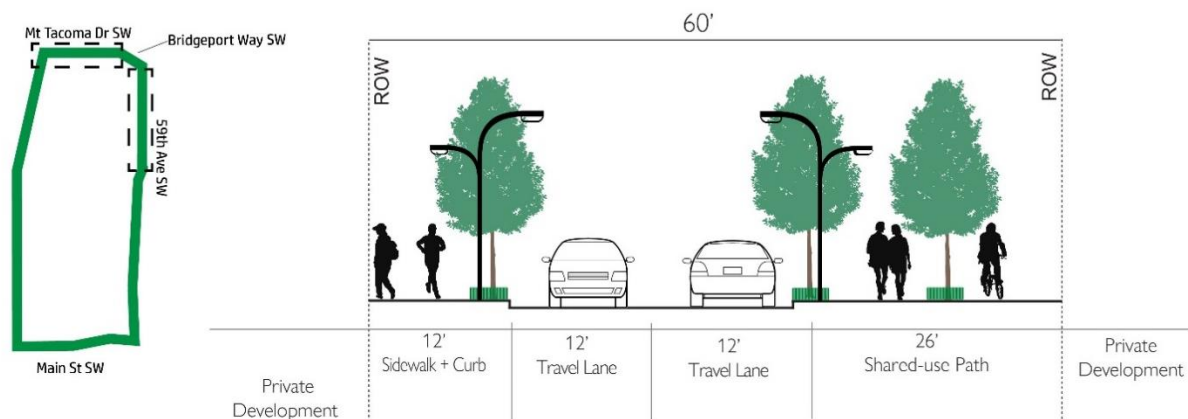 Mt Tacoma Dr SW
Bridgeport Way SW
59th Ave SW
Main St SW
60'
ROW
ROW
12'
Sidewalk + Curb
12'
Travel Lane
12'
Travel Lane
26'
Shared-use Path
Private
Development
Private
Development